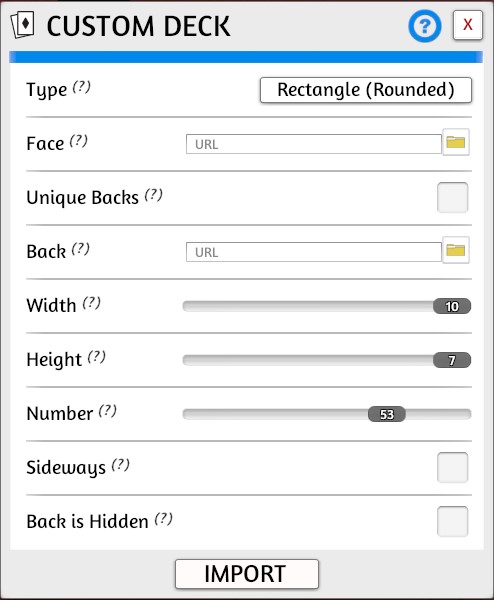 CUSTOM DECK ? X
Type (?) Rectangle (Rounded)
Face (?) URL
Unique Backs (?)
Back (?) URL
Width (?) 10
Height (?) 7
Number (?) 53
Sideways (?)
Back is Hidden (?)
IMPORT